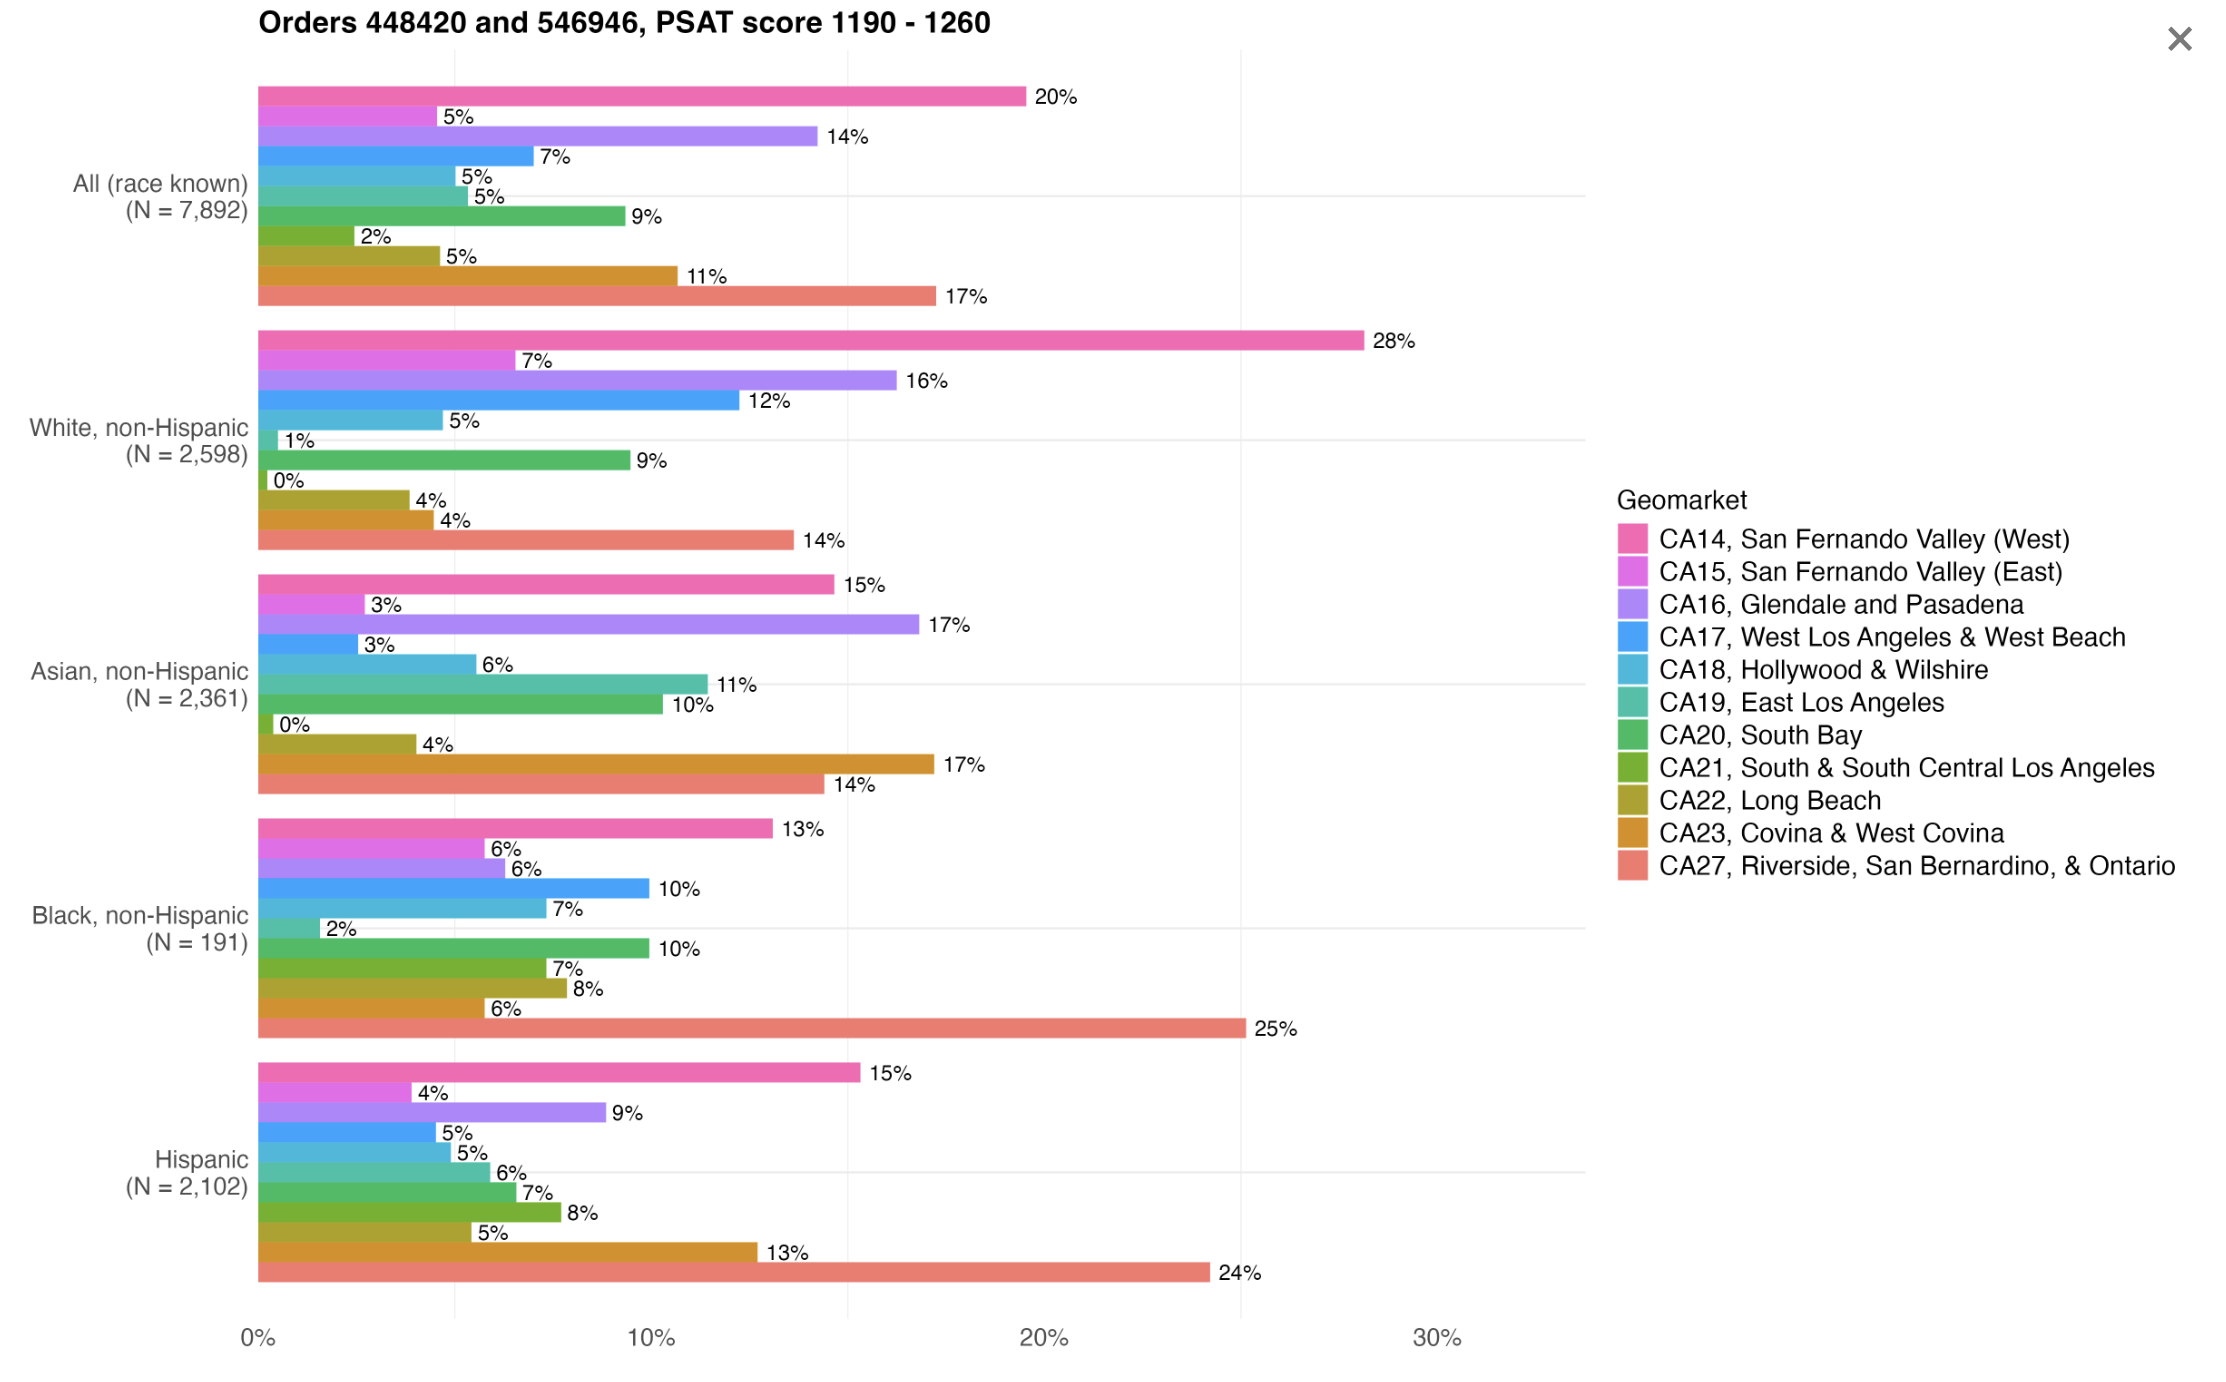 Orders 448420 and 546946, PSAT score 1190 - 1260
All (race known)
(N = 7,892)
20%
5%
14%
7%
5%
5%
9%
2%
5%
11%
17%
White, non-Hispanic
(N = 2,598)
28%
7%
16%
12%
5%
1%
9%
0%
4%
4%
14%
Asian, non-Hispanic
(N = 2,361)
15%
3%
17%
3%
6%
11%
10%
0%
4%
17%
14%
Black, non-Hispanic
(N = 191)
13%
6%
6%
10%
7%
2%
10%
7%
8%
6%
25%
Hispanic
(N = 2,102)
15%
4%
9%
5%
5%
6%
7%
8%
5%
13%
24%
0%
10%
20%
30%
Geomarket
CA14, San Fernando Valley (West)
CA15, San Fernando Valley (East)
CA16, Glendale and Pasadena
CA17, West Los Angeles & West Beach
CA18, Hollywood & Wilshire
CA19, East Los Angeles
CA20, South Bay
CA21, South & South Central Los Angeles
CA22, Long Beach
CA23, Covina & West Covina
CA27, Riverside, San Bernardino, & Ontario